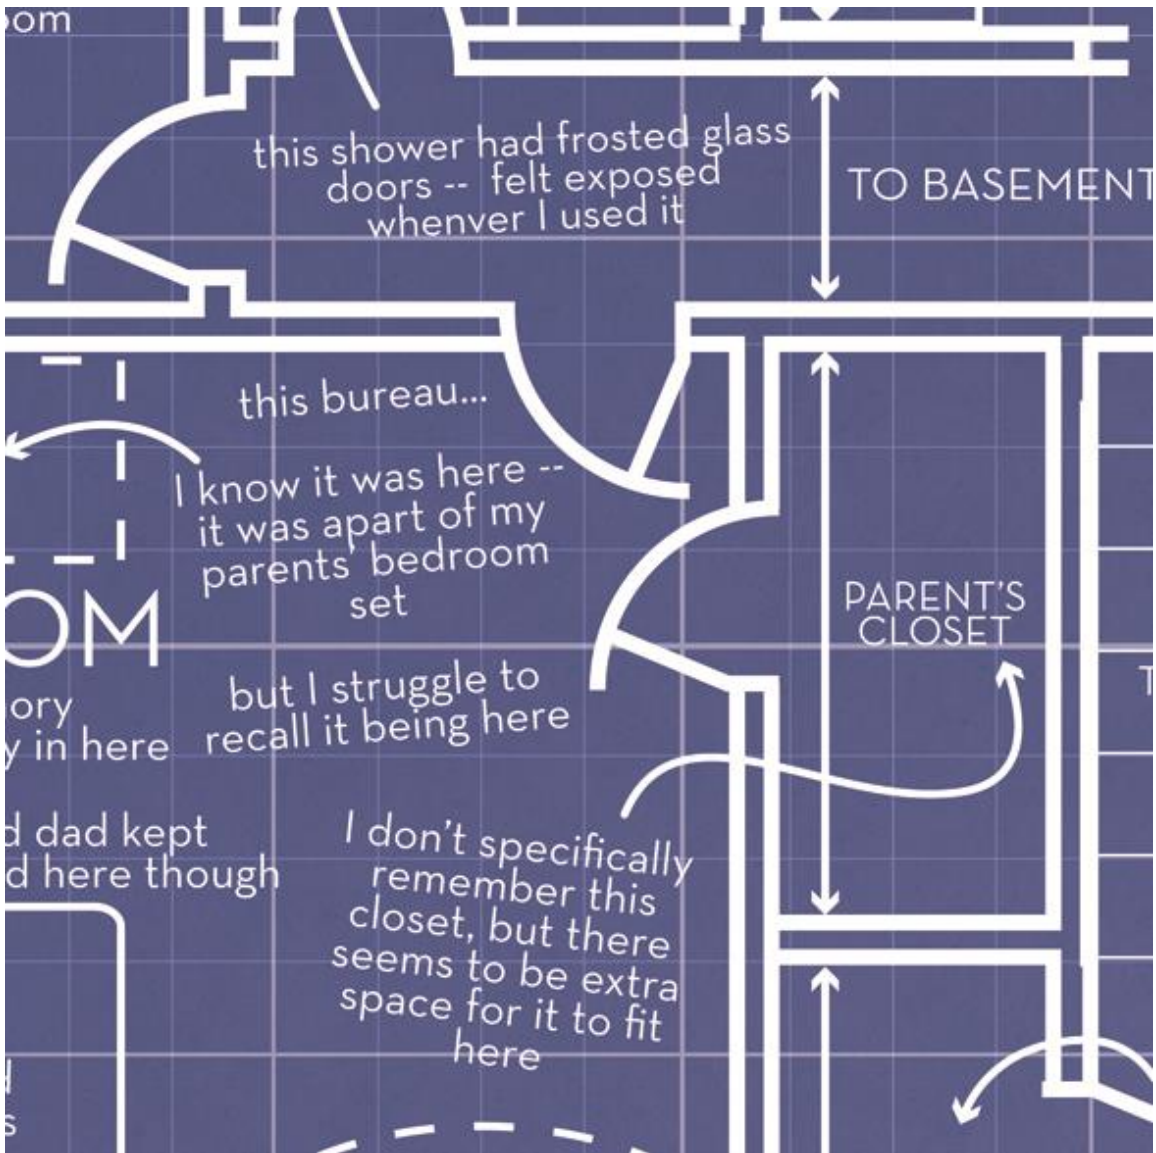 oom
this shower had frosted glass
doors -- felt exposed
whenver I used it
TO BASEMENT
this bureau...
I know it was here --
it was apart of my
parents' bedroom
set
OM
PARENT'S
CLOSET
but I struggle to
recall it being here
T
ory
y in here
d dad kept
d here though
I don't specifically
remember this
closet, but there
seems to be extra
space for it to fit
here
d
s